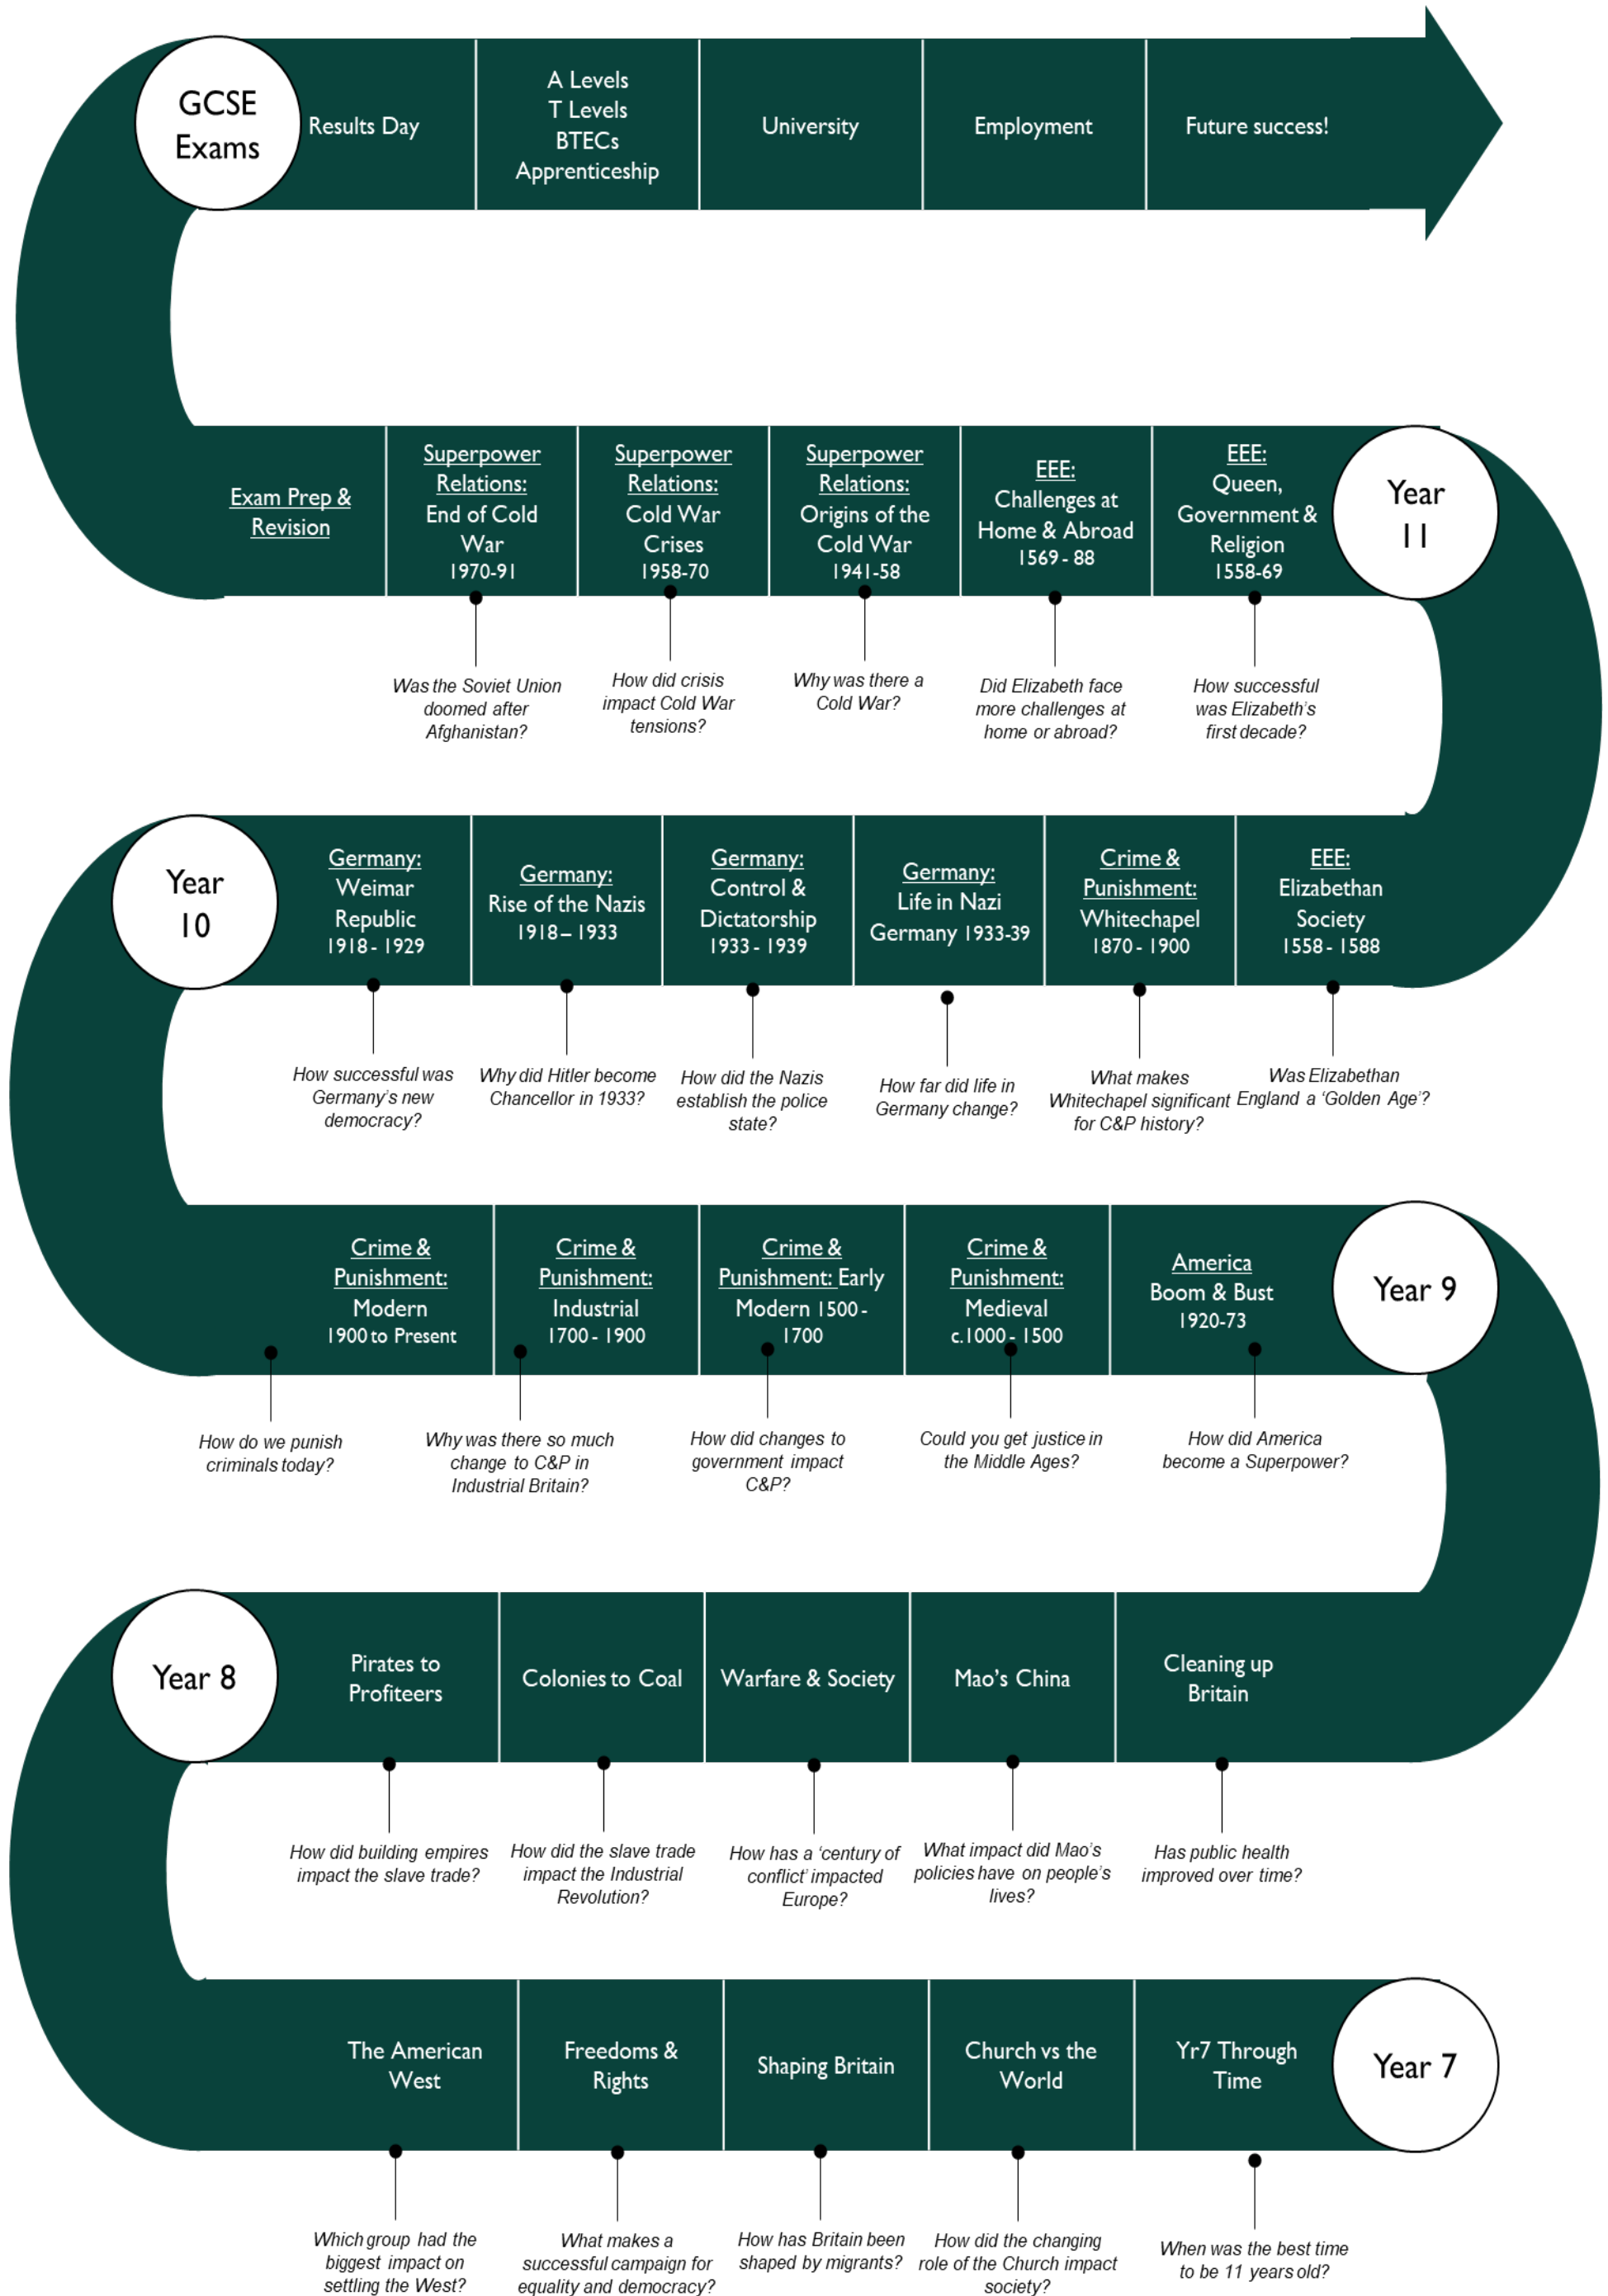 GCSE
Exams
Results Day
A Levels
T Levels
BTECs
Apprenticeship
University
Employment
Future success!
Exam Prep &
Revision
Superpower
Relations:
End of Cold
War
1970-91
Superpower
Relations:
Cold War
Crises
1958-70
Superpower
Relations:
Origins of the
Cold War
1941-58
EEE:
Challenges at
Home & Abroad
1569 - 88
EEE:
Queen,
Government &
Religion
1558-69
Year
11
Was the Soviet Union
doomed after
Afghanistan?
How did crisis
impact Cold War
tensions?
Why was there a
Cold War?
Did Elizabeth face
more challenges at
home or abroad?
How successful
was Elizabeth's
first decade?
Year
10
Germany:
Weimar
Republic
1918 - 1929
Germany:
Rise of the Nazis
1918 – 1933
Germany:
Control &
Dictatorship
1933 - 1939
Germany:
Life in Nazi
Germany 1933-39
Crime &
Punishment:
Whitechapel
1870 - 1900
EEE:
Elizabethan
Society
1558 - 1588
How successful was
Germany's new
democracy?
Why did Hitler become
Chancellor in 1933?
How did the Nazis
establish the police
state?
How far did life in
Germany change?
What makes
Whitechapel significant
for C&P history?
Was Elizabethan
England a ‘Golden Age’?
Crime &
Punishment:
Modern
1900 to Present
Crime &
Punishment:
Industrial
1700 - 1900
Crime &
Punishment: Early
Modern 1500 -
1700
Crime &
Punishment:
Medieval
c.1000 - 1500
America
Boom & Bust
1920-73
Year 9
How do we punish
criminals today?
Why was there so much
change to C&P in
Industrial Britain?
How did changes to
government impact
C&P?
Could you get justice in
the Middle Ages?
How did America
become a Superpower?
Year 8
Pirates to
Profiteers
Colonies to Coal
Warfare & Society
Mao's China
Cleaning up
Britain
How did building empires
impact the slave trade?
How did the slave trade
impact the Industrial
Revolution?
How has a ‘century of
conflict’ impacted
Europe?
What impact did Mao's
policies have on people's
lives?
Has public health
improved over time?
The American
West
Freedoms &
Rights
Shaping Britain
Church vs the
World
Yr7 Through
Time
Year 7
Which group had the
biggest impact on
settling the West?
What makes a
successful campaign for
equality and democracy?
How has Britain been
shaped by migrants?
How did the changing
role of the Church impact
society?
When was the best time
to be 11 years old?